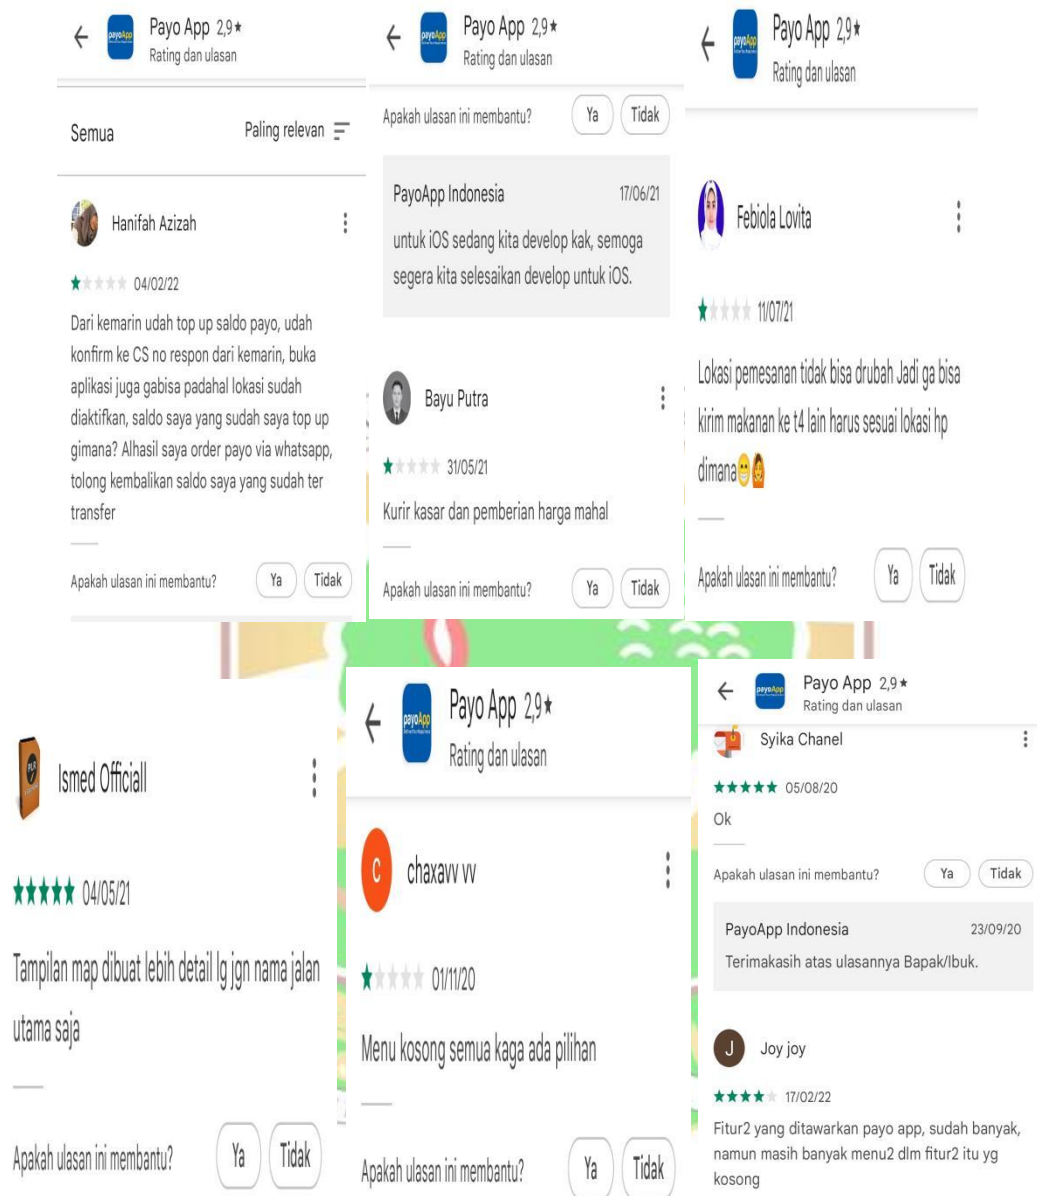 Payo App 2,9★
Rating dan ulasan
Semua
Paling relevan
Hanifah Azizah
04/02/22
Dari kemarin udah top up saldo payo, udah
konfirm ke CS no respon dari kemarin, buka
aplikasi juga gabisa padahal lokasi sudah
diaktifkan, saldo saya yang sudah saya top up
gimana? Alhasil saya order payo via whatsapp,
tolong kembalikan saldo saya yang sudah ter
transfer
Apakah ulasan ini membantu?
Ya
Tidak
Payo App 2,9★
Rating dan ulasan
Apakah ulasan ini membantu?
Ya
Tidak
PayoApp Indonesia
17/06/21
untuk iOS sedang kita develop kak, semoga
segera kita selesaikan develop untuk iOS.
Bayu Putra
31/05/21
Kurir kasar dan pemberian harga mahal
Apakah ulasan ini membantu?
Ya
Tidak
Payo App 2,9★
Rating dan ulasan
Febiola Lovita
11/07/21
Lokasi pemesanan tidak bisa drubah Jadi ga bisa
kirim makanan ke t4 lain harus sesuai lokasi hp
dimana😁🙆
Apakah ulasan ini membantu?
Ya
Tidak
Ismed Officiall
04/05/21
Tampilan map dibuat lebih detail lg jgn nama jalan
utama saja
Apakah ulasan ini membantu?
Ya
Tidak
payoApp
Payo App 2,9★
Rating dan ulasan
C
chaxavv vv
01/11/20
Menu kosong semua kaga ada pilihan
Apakah ulasan ini membantu?
Ya
Tidak
Payo App 2,9★
Rating dan ulasan
Syika Chanel
05/08/20
Ok
Apakah ulasan ini membantu?
Ya
Tidak
PayoApp Indonesia
23/09/20
Terimakasih atas ulasannya Bapak/Ibuk.
J
Joy joy
17/02/22
Fitur2 yang ditawarkan payo app, sudah banyak,
namun masih banyak menu2 dlm fitur2 itu yg
kosong